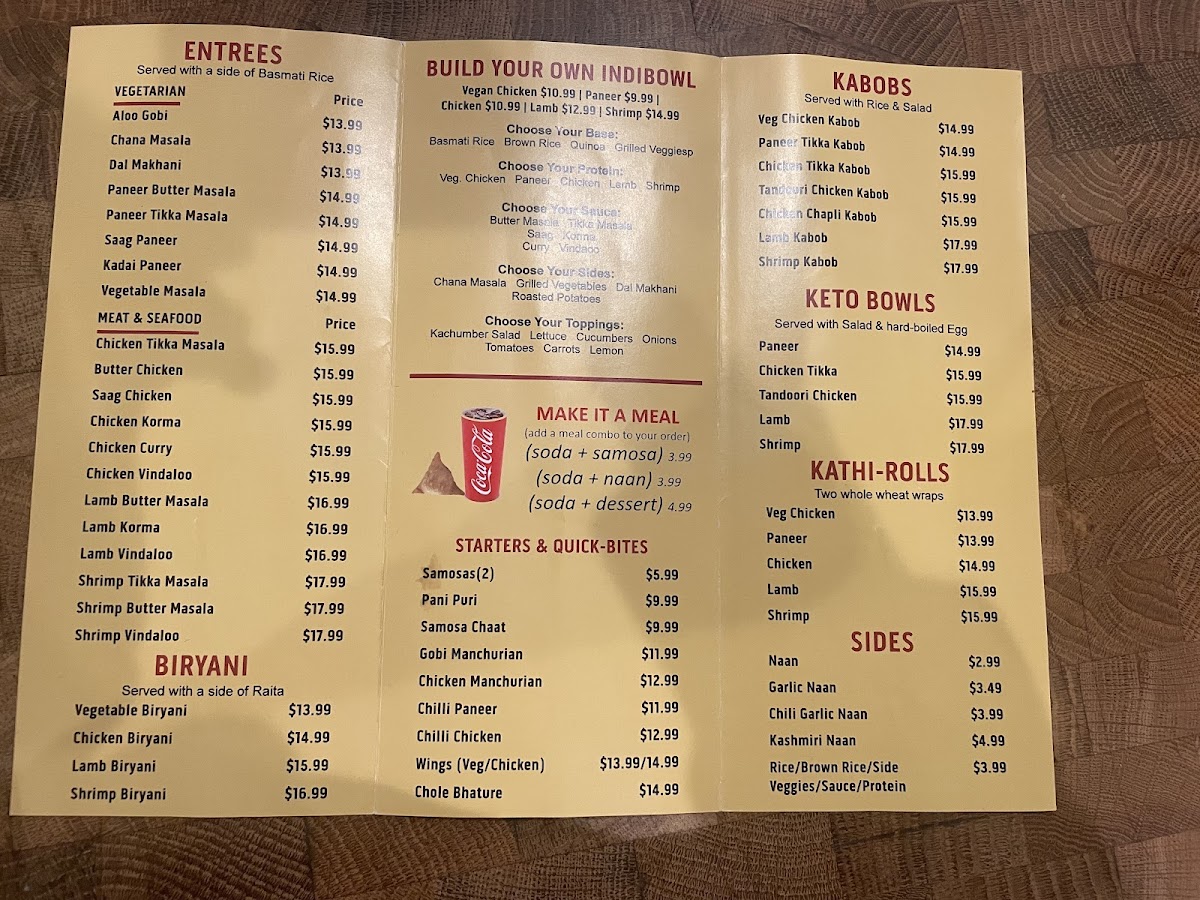 ENTREES
Served with a side of Basmati Rice
VEGETARIAN Price
Aloo Gobi $13.99
Chana Masala $13.99
Dal Makhani $13.99
Paneer Butter Masala $14.99
Paneer Tikka Masala $14.99
Saag Paneer $14.99
Kadai Paneer $14.99
Vegetable Masala $14.99
MEAT & SEAFOOD Price
Chicken Tikka Masala $15.99
Butter Chicken $15.99
Saag Chicken $15.99
Chicken Korma $15.99
Chicken Curry $15.99
Chicken Vindaloo $15.99
Lamb Butter Masala $16.99
Lamb Korma $16.99
Lamb Vindaloo $16.99
Shrimp Tikka Masala $17.99
Shrimp Butter Masala $17.99
Shrimp Vindaloo $17.99
BIRYANI
Served with a side of Raita
Vegetable Biryani $13.99
Chicken Biryani $14.99
Lamb Biryani $15.99
Shrimp Biryani $16.99
BUILD YOUR OWN INDIBOWL
Vegan Chicken $10.99 | Paneer $9.99 |
Chicken $10.99 | Lamb $12.99 | Shrimp $14.99
Choose Your Base:
Basmati Rice Brown Rice Quinoa Grilled Veggiesp
Choose Your Protein:
Veg. Chicken Paneer Chicken Lamb Shrimp
Choose Your Sauce:
Butter Masala Tikka Masala
Saag Korma
Curry Vindaoo
Choose Your Sides:
Chana Masala Grilled Vegetables Dal Makhani
Roasted Potatoes
Choose Your Toppings:
Kachumber Salad Lettuce Cucumbers Onions
Tomatoes Carrots Lemon
Coca-Cola
MAKE IT A MEAL
(add a meal combo to your order)
(soda + samosa) 3.99
(soda + naan) 3.99
(soda + dessert) 4.99
STARTERS & QUICK-BITES
Samosas(2) $5.99
Pani Puri $9.99
Samosa Chaat $9.99
Gobi Manchurian $11.99
Chicken Manchurian $12.99
Chilli Paneer $11.99
Chilli Chicken $12.99
Wings (Veg/Chicken) $13.99/14.99
Chole Bhature $14.99
KABOBS
Served with Rice & Salad
Veg Chicken Kabob $14.99
Paneer Tikka Kabob $14.99
Chicken Tikka Kabob $15.99
Tandouri Chicken Kabob $15.99
Chicken Chapli Kabob $15.99
Lamb Kabob $17.99
Shrimp Kabob $17.99
KETO BOWLS
Served with Salad & hard-boiled Egg
Paneer $14.99
Chicken Tikka $15.99
Tandoori Chicken $15.99
Lamb $17.99
Shrimp $17.99
KATHI-ROLLS
Two whole wheat wraps
Veg Chicken $13.99
Paneer $13.99
Chicken $14.99
Lamb $15.99
Shrimp $15.99
SIDES
Naan $2.99
Garlic Naan $3.49
Chili Garlic Naan $3.99
Kashmiri Naan $4.99
Rice/Brown Rice/Side $3.99
Veggies/Sauce/Protein